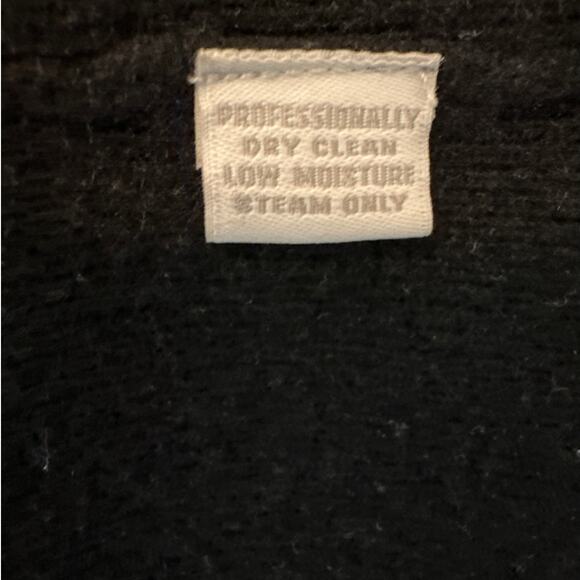 PROFESSIONALLY
DRY CLEAN
LOW MOISTURE
STEAM ONLY